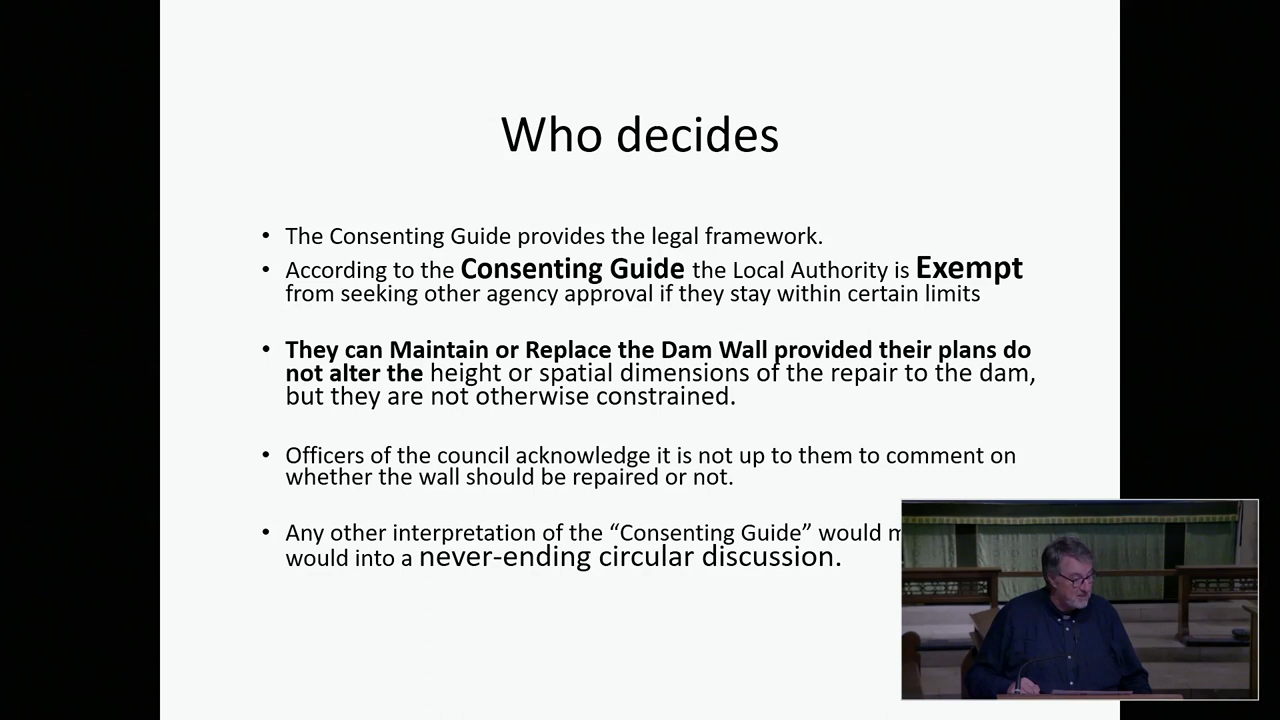 Who decides
• The Consenting Guide provides the legal framework.
• According to the Consenting Guide the Local Authority is Exempt
from seeking other agency approval if they stay within certain limits
• They can Maintain or Replace the Dam Wall provided their plans do
not alter the height or spatial dimensions of the repair to the dam,
but they are not otherwise constrained.
• Officers of the council acknowledge it is not up to them to comment on
whether the wall should be repaired or not.
• Any other interpretation of the “Consenting Guide” would
would into a never-ending circular discussion.